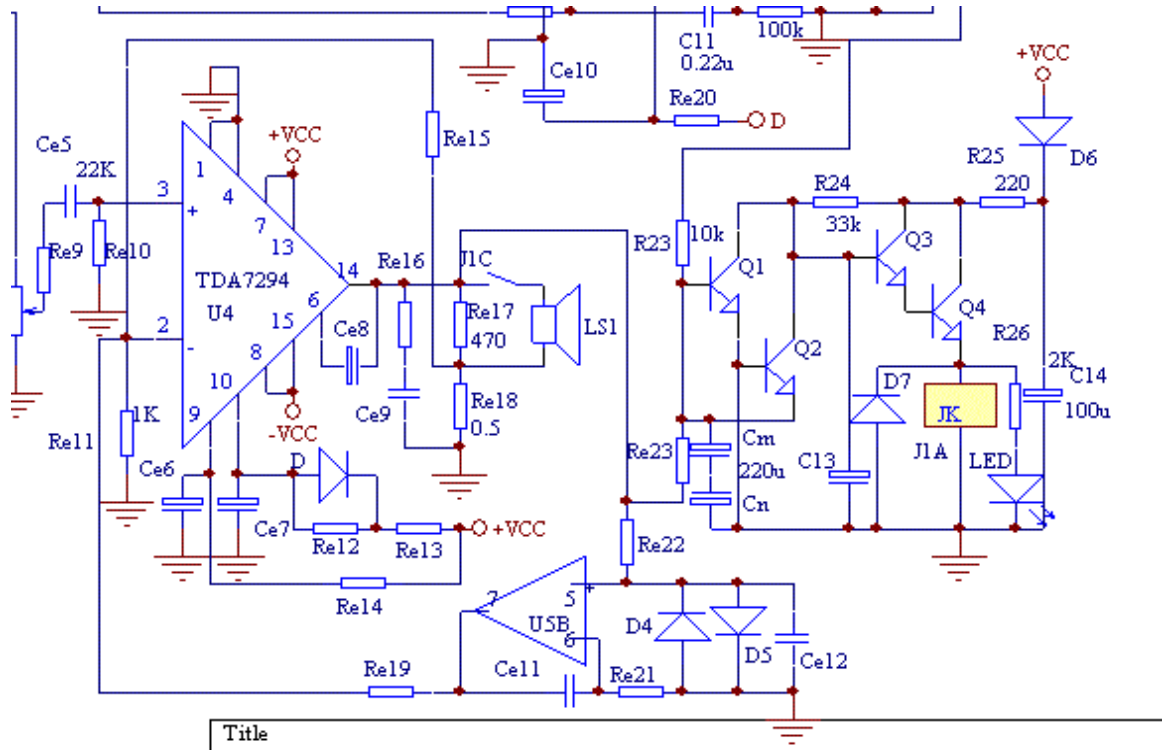 C11
0.22u
100k
+VCC
Ce10
Re20
D
Ce5
22K
+VCC
Re15
D6
R25
220
R24
33k
1
4
3
+
7
13
Re9
Re10
TDA7294
U4
14
Re16
J1C
R23
10k
Q1
Q3
Q4
2
-
6
15
8
10
9
Ce8
Re17
470
LS1
Q2
R26
2K
C14
100u
D7
JK
J1A
LED
1K
Re11
-VCC
Ce9
Re18
0.5
Re23
Cm
220u
Cn
C13
Ce6
Ce7
D
Re12
Re13
+VCC
Re14
Re22
7
U5B
5
+
6
D4
D5
Ce12
Re19
Ce11
Re21
Title